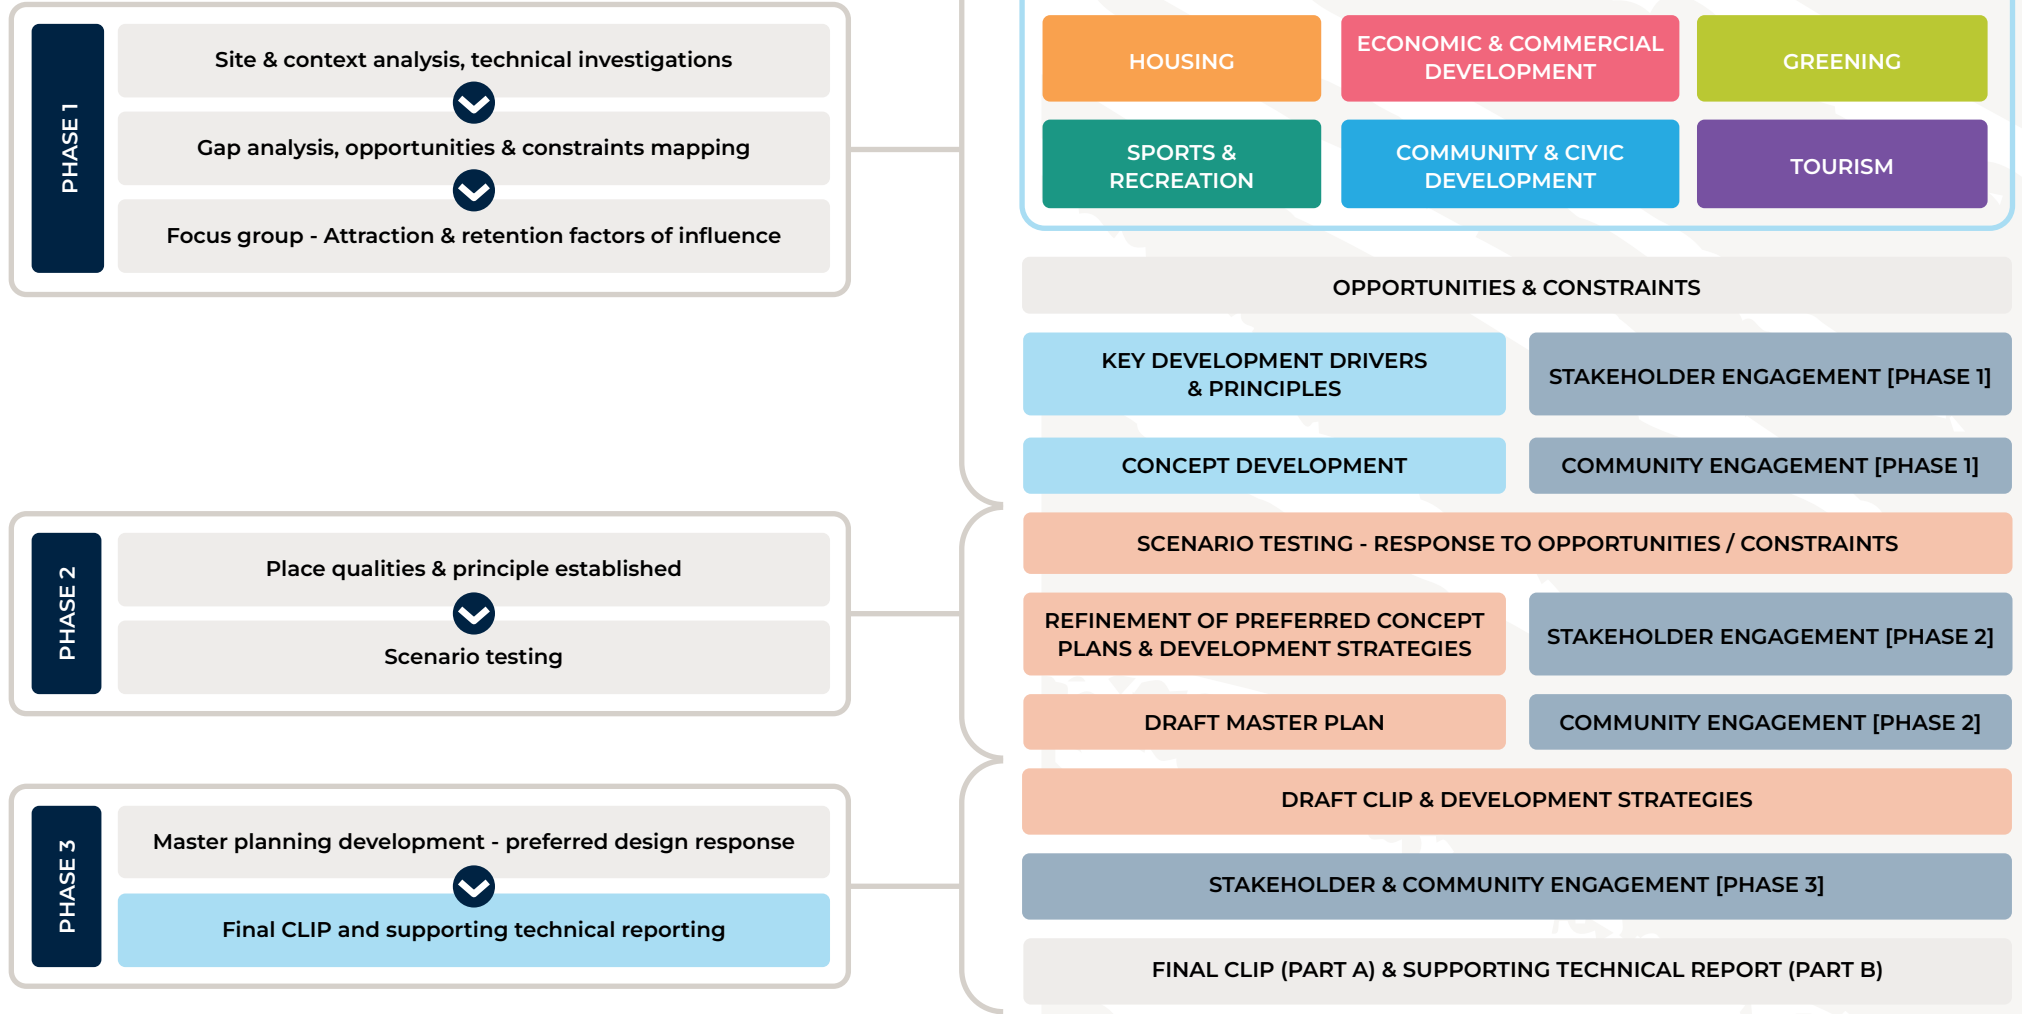 PHASE 1
Site & context analysis, technical investigations
Gap analysis, opportunities & constraints mapping
Focus group - Attraction & retention factors of influence
PHASE 2
Place qualities & principle established
Scenario testing
PHASE 3
Master planning development - preferred design response
Final CLIP and supporting technical reporting
HOUSING
ECONOMIC & COMMERCIAL
DEVELOPMENT
GREENING
SPORTS &
RECREATION
COMMUNITY & CIVIC
DEVELOPMENT
TOURISM
OPPORTUNITIES & CONSTRAINTS
KEY DEVELOPMENT DRIVERS
& PRINCIPLES
STAKEHOLDER ENGAGEMENT [PHASE 1]
CONCEPT DEVELOPMENT
COMMUNITY ENGAGEMENT [PHASE 1]
SCENARIO TESTING - RESPONSE TO OPPORTUNITIES / CONSTRAINTS
REFINEMENT OF PREFERRED CONCEPT
PLANS & DEVELOPMENT STRATEGIES
STAKEHOLDER ENGAGEMENT [PHASE 2]
DRAFT MASTER PLAN
COMMUNITY ENGAGEMENT [PHASE 2]
DRAFT CLIP & DEVELOPMENT STRATEGIES
STAKEHOLDER & COMMUNITY ENGAGEMENT [PHASE 3]
FINAL CLIP (PART A) & SUPPORTING TECHNICAL REPORT (PART B)